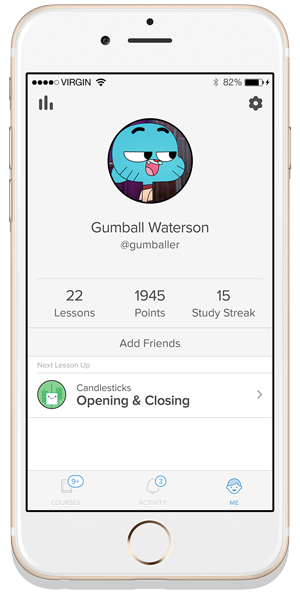 VIRGIN 82%
Gumball Waterson
@gumballer
22 1945 15
Lessons Points Study Streak
Add Friends
Next Lesson Up
Candlesticks
Opening & Closing
9+ 3
COURSES ACTIVITY ME